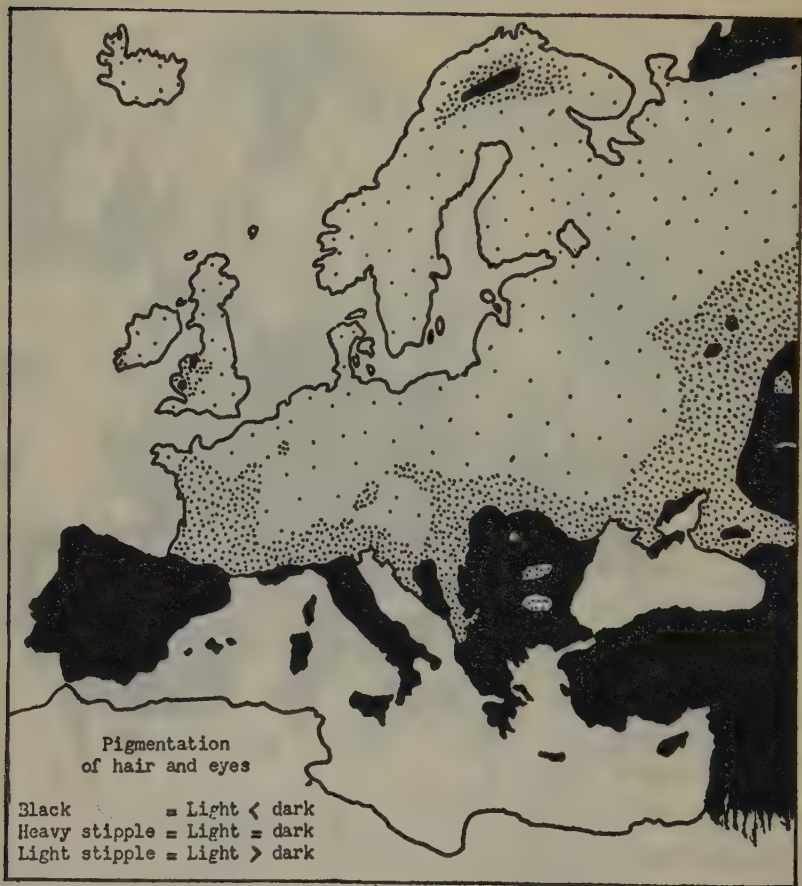 Pigmentation
of hair and eyes
Black = Light < dark
Heavy stipple = Light = dark
Light stipple = Light > dark